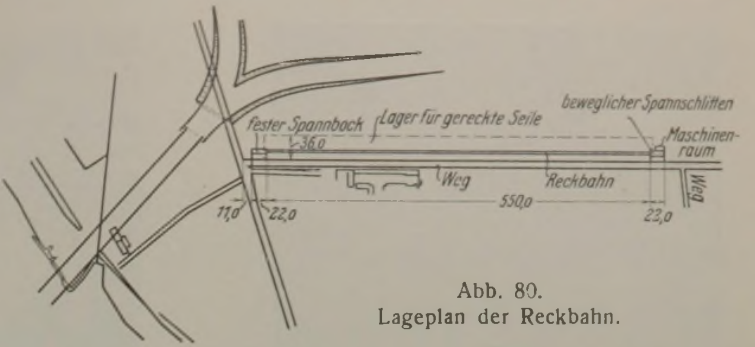 beweglicher Spannschlitten
fester Spannbock
Lager für gereckte Seile
Maschinen-
raum
36,0
Weg
Reckbahn
Weg
11,0
22,0
550,0
23,0
Abb. 80.
Lageplan der Reckbahn.